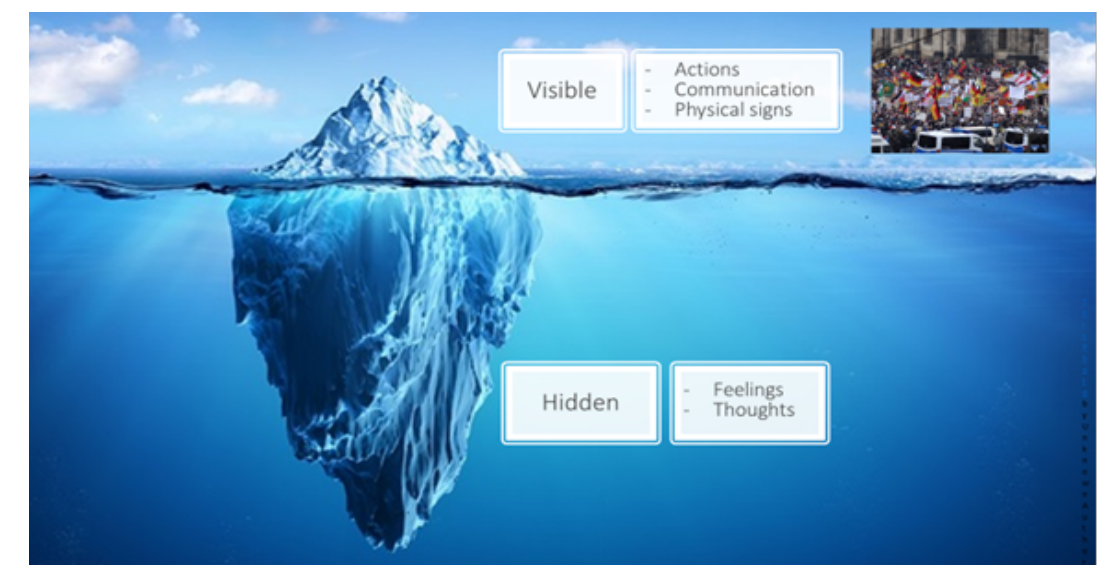 Visible
- Actions
- Communication
- Physical signs
Hidden
- Feelings
- Thoughts